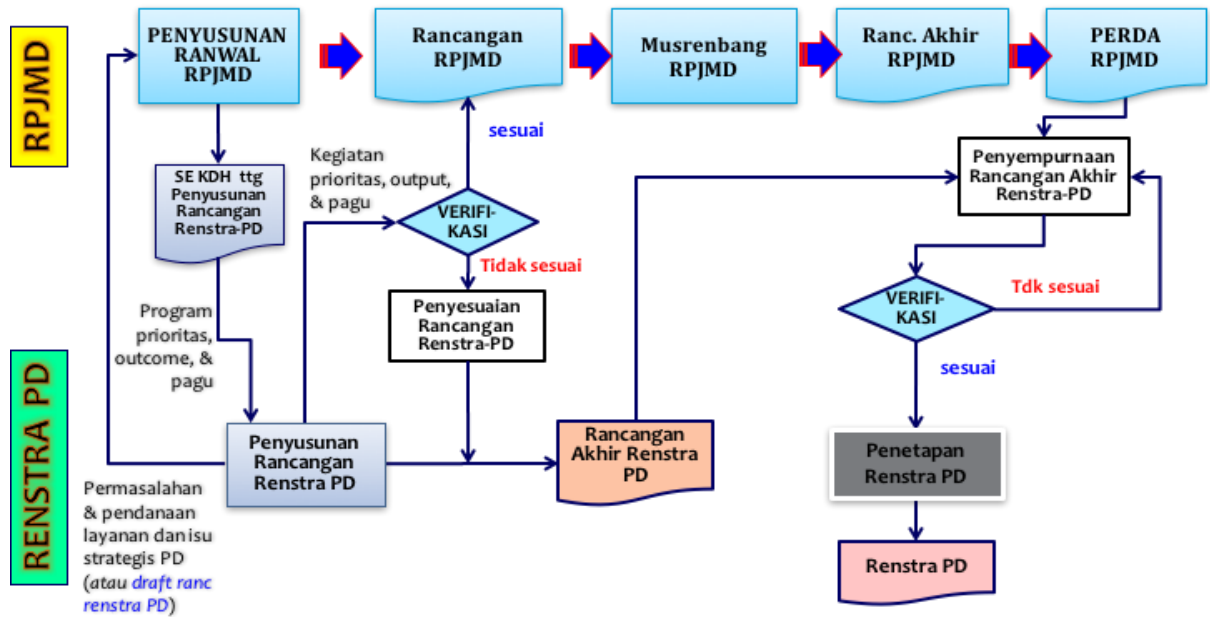 RPJMD
PENYUSUNAN
RANWAL
RPJMD
Rancangan
RPJMD
Musrenbang
RPJMD
Ranc. Akhir
RPJMD
PERDA
RPJMD
SE KDH ttg
Penyusunan
Rancangan
Renstra-PD
Kegiatan
prioritas, output,
& pagu
sesuai
VERIFI-
KASI
Tidak sesuai
Penyesuaian
Rancangan
Renstra-PD
Penyempurnaan
Rancangan Akhir
Renstra-PD
VERIFI-
KASI
Tdk sesuai
sesuai
Program
prioritas,
outcome, &
pagu
RENSTRA PD
Penyusunan
Rancangan
Renstra PD
Rancangan
Akhir Renstra
PD
Penetapan
Renstra PD
Renstra PD
Permasalahan
& pendanaan
layanan dan isu
strategis PD
(atau draft ranc
renstra PD)